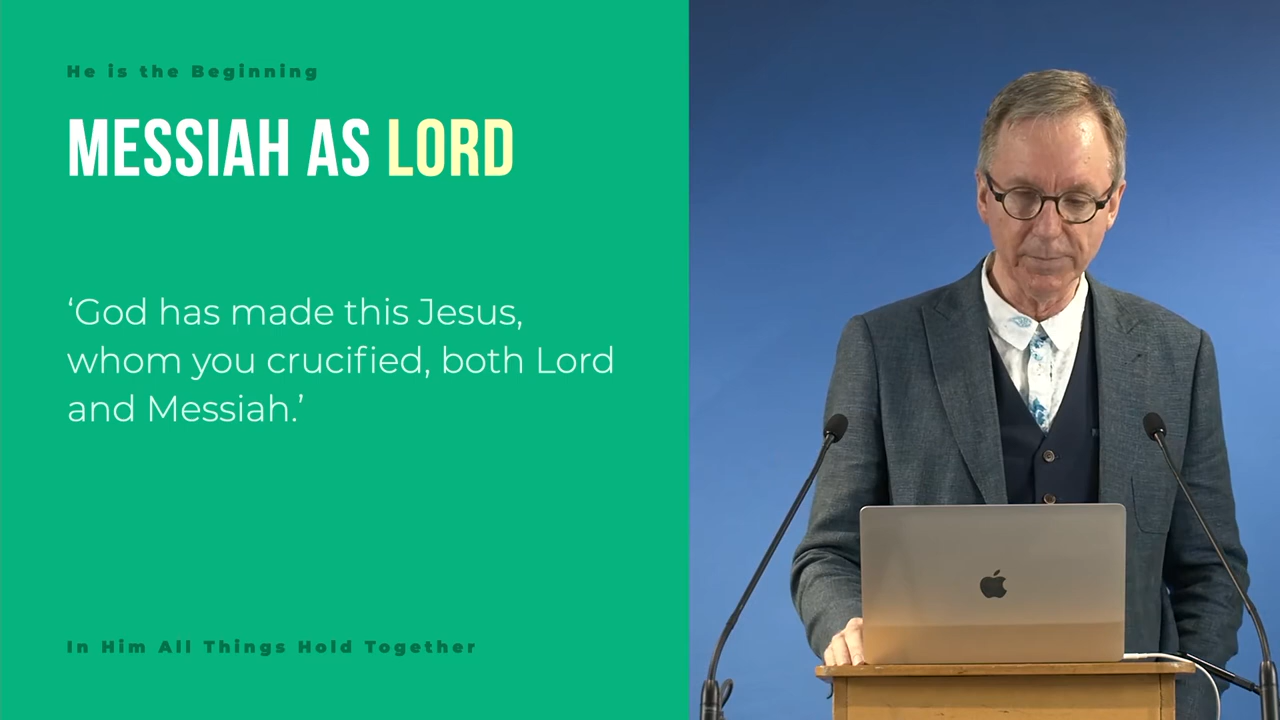 He is the Beginning
MESSIAH AS LORD
‘God has made this Jesus,
whom you crucified, both Lord
and Messiah.’
In Him All Things Hold Together